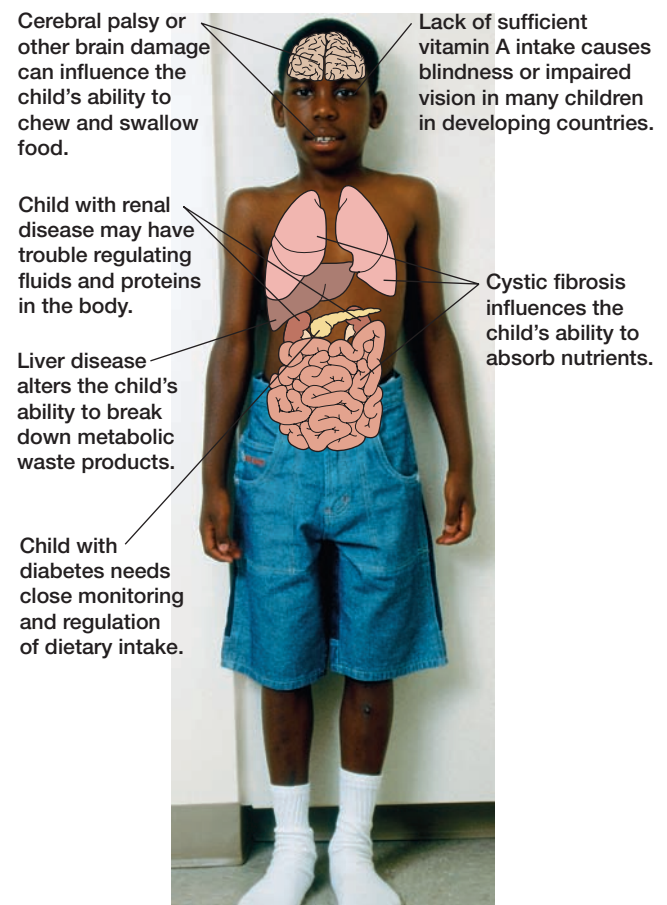 Cerebral palsy or
other brain damage
can influence the
child's ability to
chew and swallow
food.
Lack of sufficient
vitamin A intake causes
blindness or impaired
vision in many children
in developing countries.
Child with renal
disease may have
trouble regulating
fluids and proteins
in the body.
Cystic fibrosis
influences the
child's ability to
absorb nutrients.
Liver disease
alters the child's
ability to break
down metabolic
waste products.
Child with
diabetes needs
close monitoring
and regulation
of dietary intake.